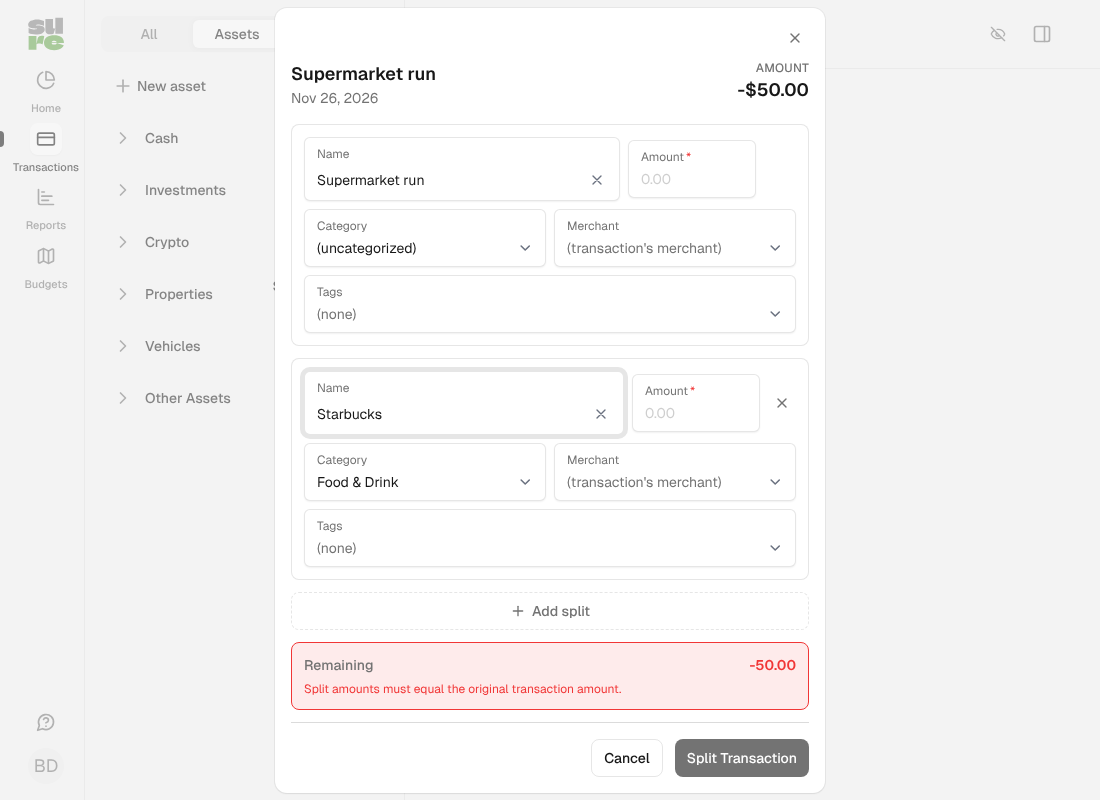 sure
All
Assets
New asset
Home
Cash
Transactions
Investments
Reports
Crypto
Budgets
Properties
Vehicles
Other Assets
BD
Supermarket run
Nov 26, 2026
AMOUNT
-$50.00
Name
Supermarket run
Amount *
0.00
Category
(uncategorized)
Merchant
(transaction's merchant)
Tags
(none)
Name
Starbucks
Amount *
0.00
Category
Food & Drink
Merchant
(transaction's merchant)
Tags
(none)
Add split
Remaining
-50.00
Split amounts must equal the original transaction amount.
Cancel
Split Transaction